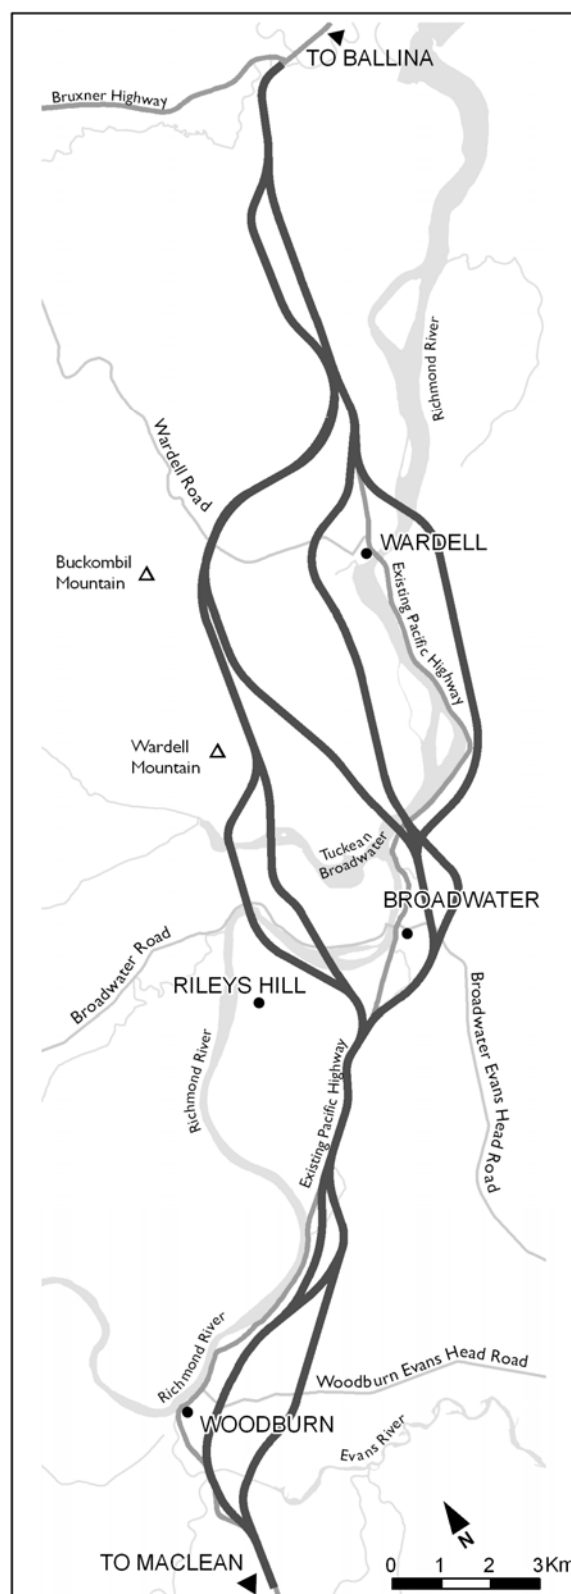 TO BALLINA
Bruxner Highway
Richmond River
Wardell Road
WARDELL
Buckombil
Mountain
Existing Pacific Highway
Wardell
Mountain
Tuckean
Broadwater
BROADWATER
Broadwater Road
RILEYS HILL
Broadwater Evans Head Road
Richmond River
Existing Pacific Highway
Richmond River
Woodburn Evans Head Road
WOODBURN
Evans River
N
TO MACLEAN
0 1 2 3Km